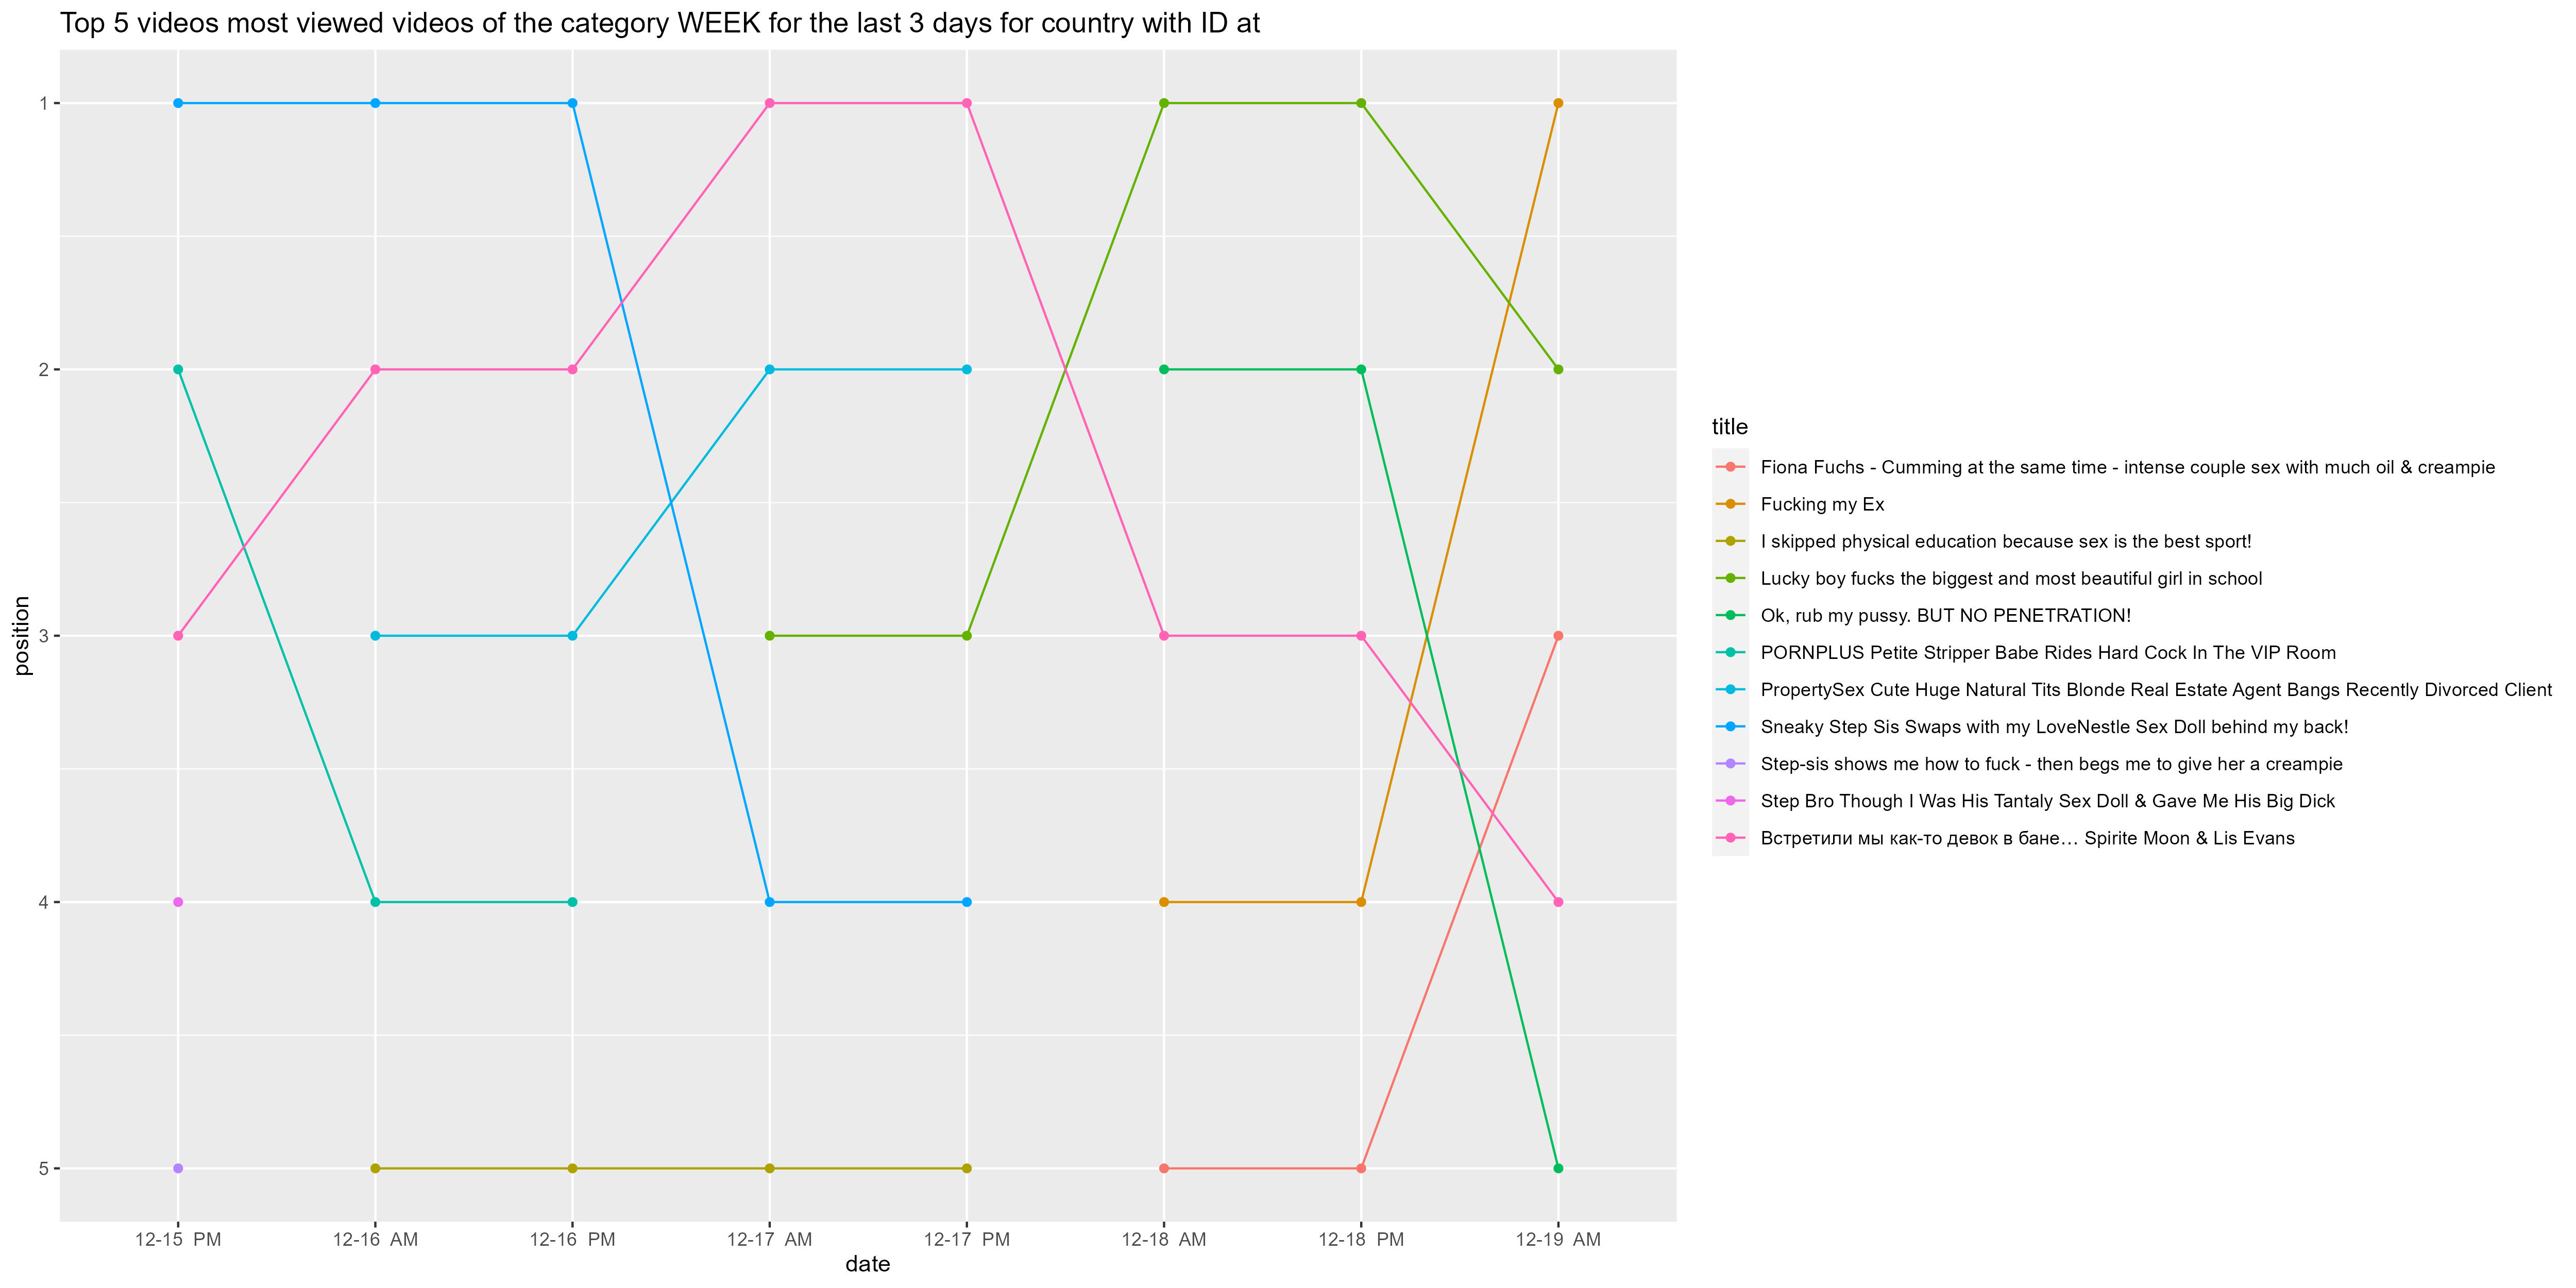 Top 5 videos most viewed videos of the category WEEK for the last 3 days for country with ID at
position
1
2
3
4
5
12-15 PM
12-16 AM
12-16 PM
12-17 AM
12-17 PM
12-18 AM
12-18 PM
12-19 AM
date
title
Fiona Fuchs - Cumming at the same time - intense couple sex with much oil & creampie
Fucking my Ex
I skipped physical education because sex is the best sport!
Lucky boy fucks the biggest and most beautiful girl in school
Ok, rub my pussy. BUT NO PENETRATION!
PORNPLUS Petite Stripper Babe Rides Hard Cock In The VIP Room
PropertySex Cute Huge Natural Tits Blonde Real Estate Agent Bangs Recently Divorced Client
Sneaky Step Sis Swaps with my LoveNestle Sex Doll behind my back!
Step-sis shows me how to fuck - then begs me to give her a creampie
Step Bro Though I Was His Tantaly Sex Doll & Gave Me His Big Dick
Встретили мы как-то девок в бане… Spirite Moon & Lis Evans